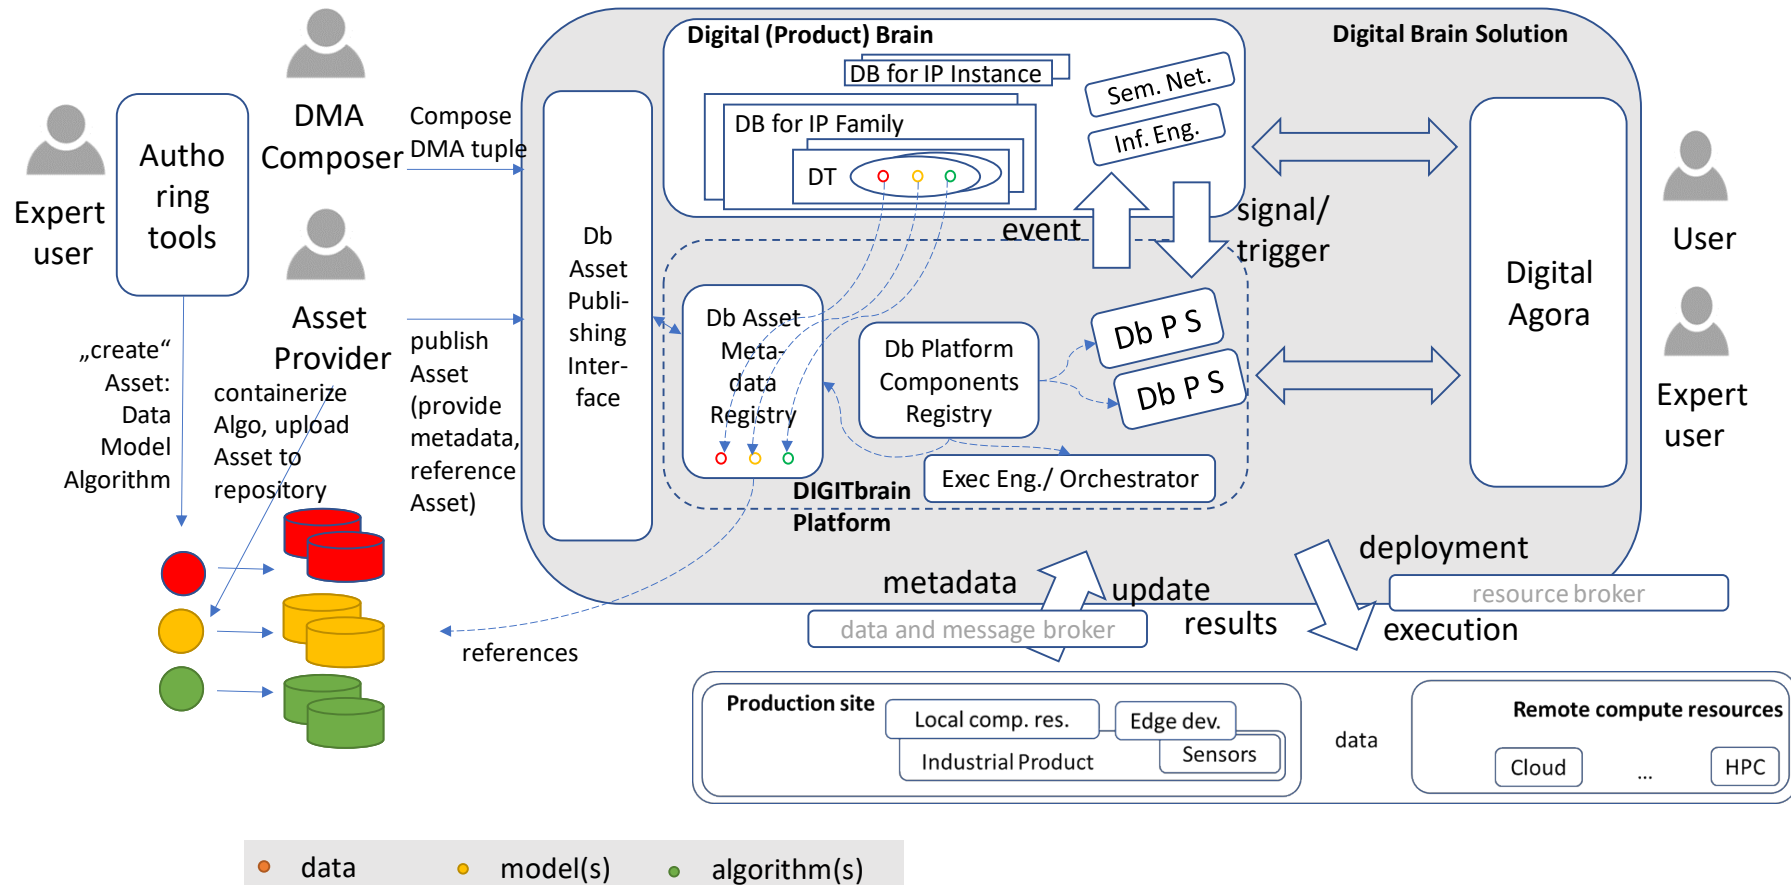 Digital (Product) Brain
Digital Brain Solution
DB for IP Instance
Sem. Net.
Inf. Eng.
DB for IP Family
DT
DMA
Composer
Compose
DMA tuple
Expert
user
Autho
ring
tools
Asset
Provider
„create“
Asset:
Data
Model
Algorithm
containerize
Algo, upload
Asset to
repository
publish
Asset
(provide
metadata,
reference
Asset)
Db
Asset
Publi-
shing
Inter-
face
event
signal/
trigger
Db Asset
Meta-
data
Registry
Db Platform
Components
Registry
Db P S
Db P S
Exec Eng./ Orchestrator
DIGITbrain
Platform
Digital
Agora
User
Expert
user
references
metadata
update
results
data and message broker
deployment
resource broker
execution
Production site
Local comp. res.
Edge dev.
Industrial Product
Sensors
data
Remote compute resources
Cloud
...
HPC
data
model(s)
algorithm(s)